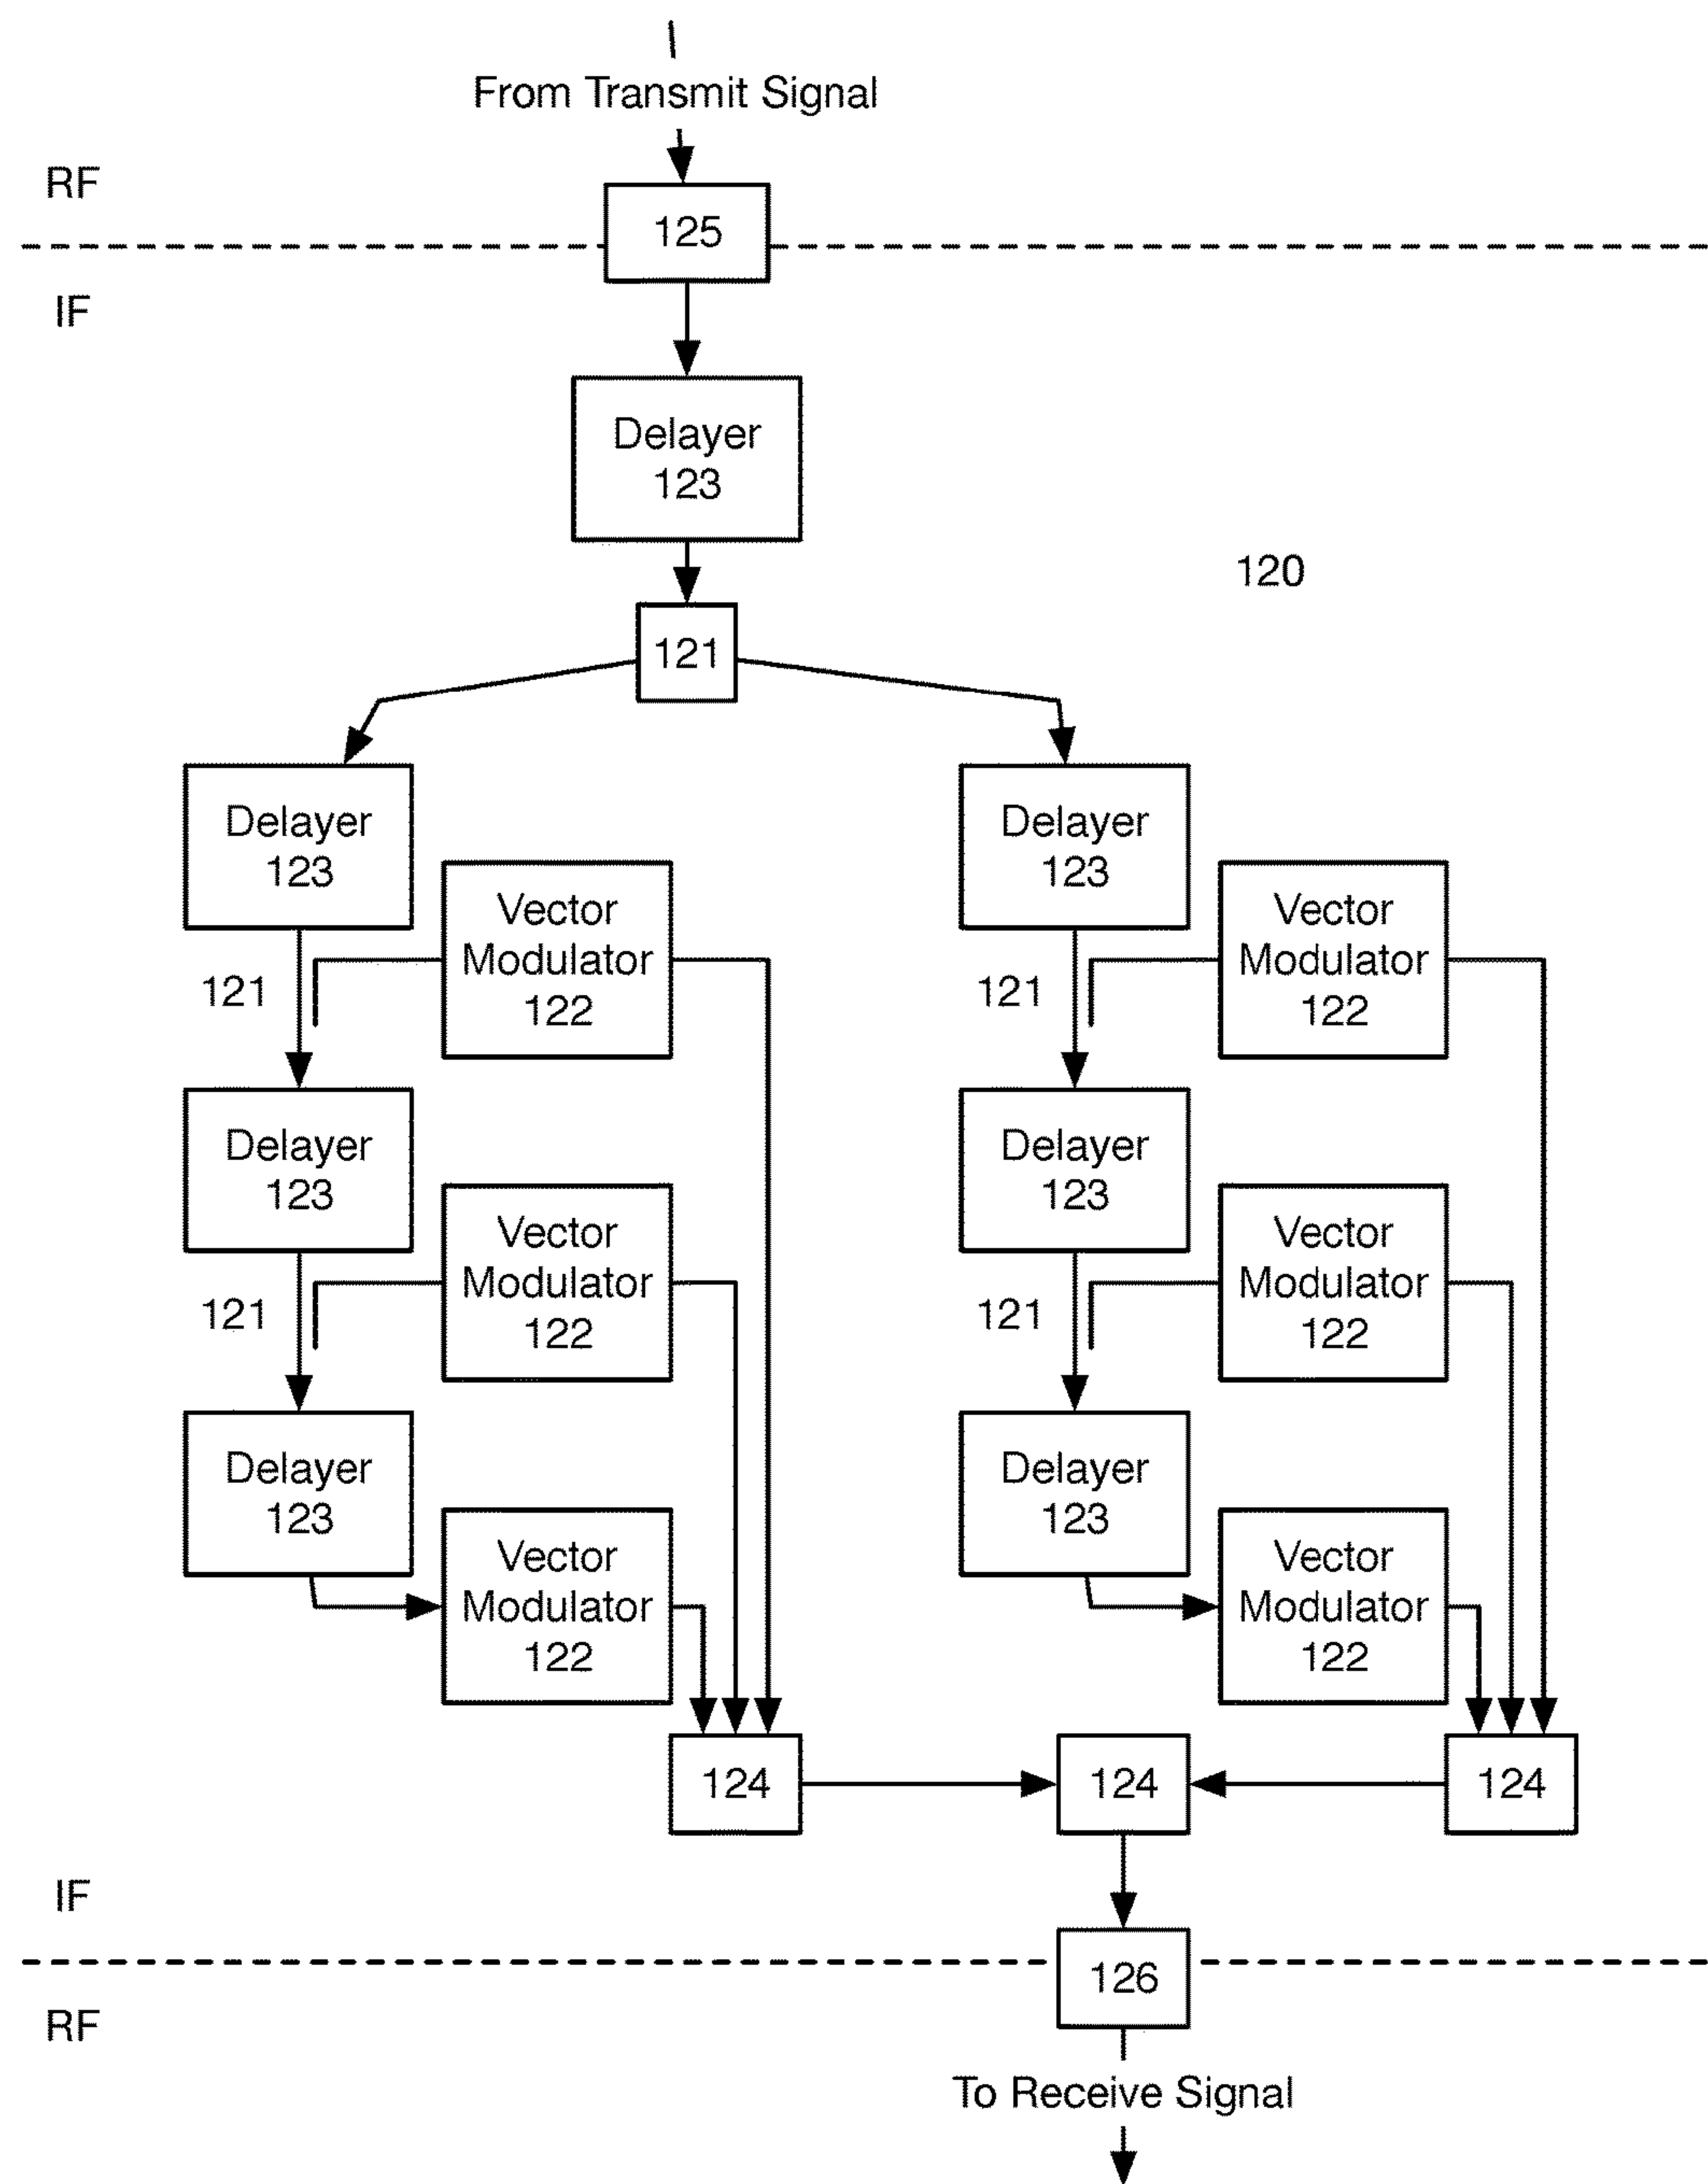 From Transmit Signal
RF
125
IF
Delayer
123
120
121
Delayer
123
Delayer
123
Vector
Modulator
122
Vector
Modulator
122
121
121
Delayer
123
Delayer
123
Vector
Modulator
122
Vector
Modulator
122
121
121
Delayer
123
Delayer
123
Vector
Modulator
122
Vector
Modulator
122
124
124
124
IF
126
RF
To Receive Signal